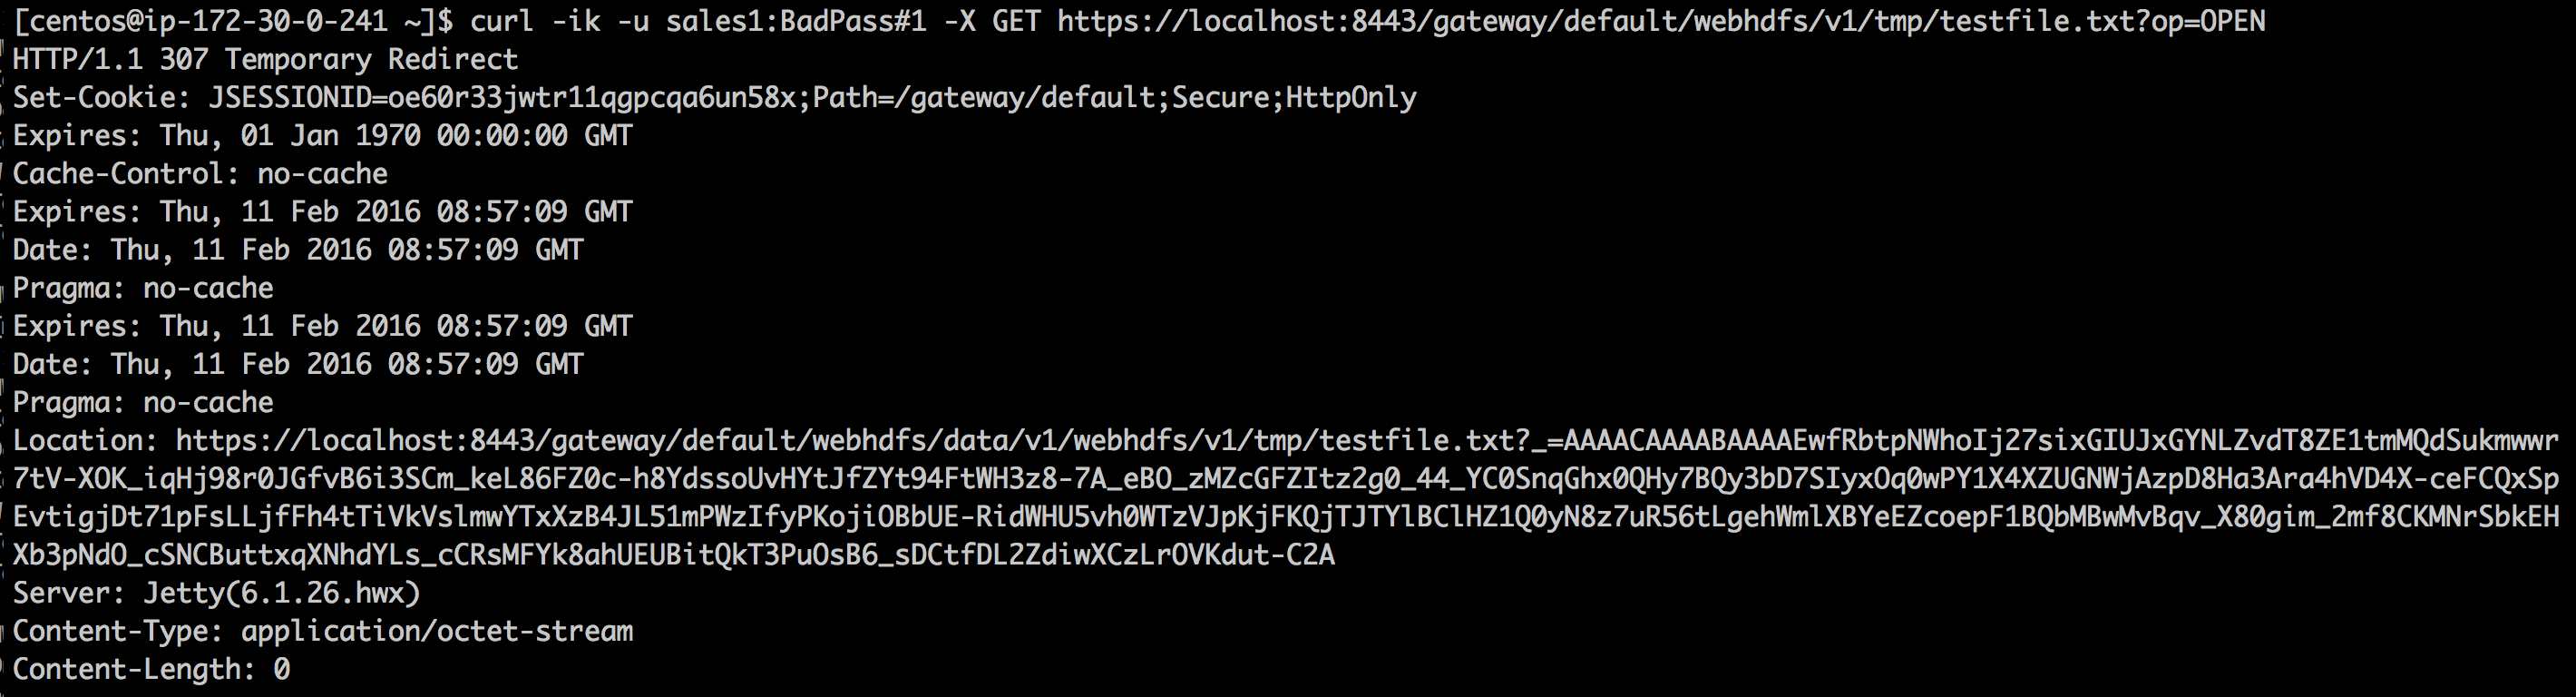 [centos@ip-172-30-0-241 ~]$ curl -ik -u sales1:BadPass#1 -X GET https://localhost:8443/gateway/default/webhdfs/v1/tmp/testfile.txt?op=OPEN
HTTP/1.1 307 Temporary Redirect
Set-Cookie: JSESSIONID=oe60r33jwtr11qgpcqa6un58x;Path=/gateway/default;Secure;HttpOnly
Expires: Thu, 01 Jan 1970 00:00:00 GMT
Cache-Control: no-cache
Expires: Thu, 11 Feb 2016 08:57:09 GMT
Date: Thu, 11 Feb 2016 08:57:09 GMT
Pragma: no-cache
Expires: Thu, 11 Feb 2016 08:57:09 GMT
Date: Thu, 11 Feb 2016 08:57:09 GMT
Pragma: no-cache
Location: https://localhost:8443/gateway/default/webhdfs/data/v1/webhdfs/v1/tmp/testfile.txt?_=AAAACAAAABAAAAEwfRbtpNWhoIj27sixGIUJxGYNLZvdT8ZE1tmMQdSukmwwr
7tV-XOK_iqHj98r0JGfvB6i3SCm_keL86FZ0c-h8YdssoUvHYtJfZYt94FtWH3z8-7A_eBO_zMZcGFZItz2g0_44_YC0SnqGhx0QHy7BQy3bD7SIyxOq0wPY1X4XZUGNWjAzpD8Ha3Ara4hVD4X-ceFCQxSp
EvtigjDt71pFsLLjfFh4tTiVkVslmwYTxXzB4JL51mPWzIfyPKojiOBbUE-RidWHU5vh0WTzVJpKjFKQjTJTYlBClHZ1Q0yN8z7uR56tLgehWmlXBYeEZcoepF1BQbMBwMvBqv_X80gim_2mf8CKMNrSbkEH
Xb3pNdO_cSNCButtxqXNhdYLs_cCRsMFYk8ahUEUBitQkT3PuOsB6_sDCtfDL2ZdiwXCzLrOVKdut-C2A
Server: Jetty(6.1.26.hwx)
Content-Type: application/octet-stream
Content-Length: 0